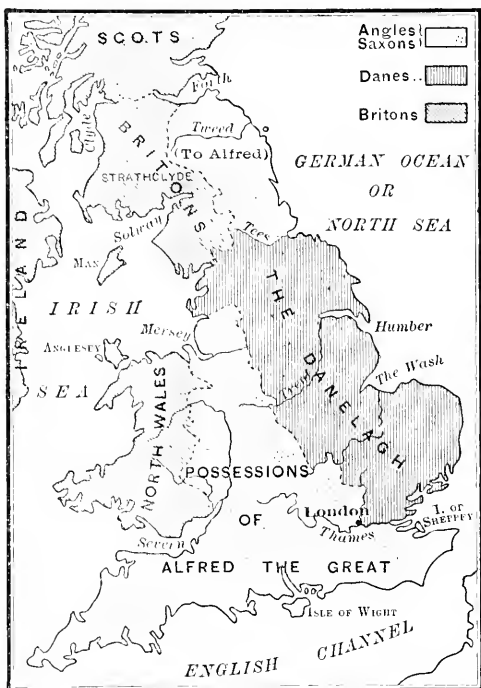 SCOTS
Angles
Saxons
Danes..
Britons
Forth
Clyde
Tweed
(To Alfred)
BRITONS
STRATHCLYDE
GERMAN OCEAN
OR
NORTH SEA
Solway
Tees
MAN
IRELAND
IRISH
SEA
THE DANELAGH
Humber
Mersey
ANGLESEY
The Wash
Trent
NORTH WALES
POSSESSIONS
OF
ALFRED THE GREAT
London
I. OF
SHEPPEY
Thames
Severn
ISLE OF WIGHT
ENGLISH CHANNEL